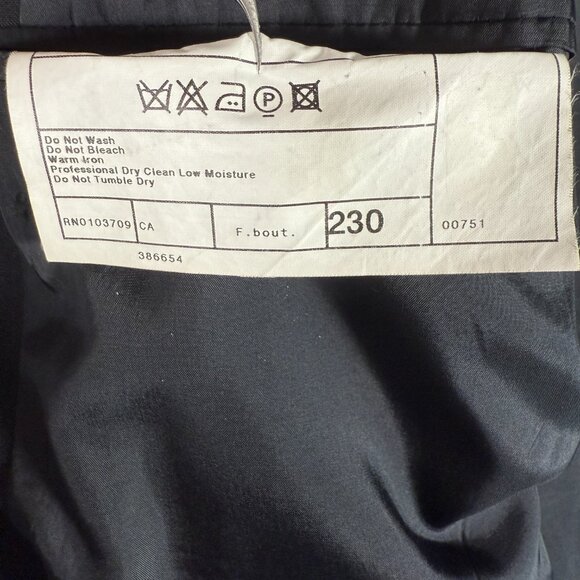 P
Do Not Wash
Do Not Bleach
Warm Iron
Professional Dry Clean Low Moisture
Do Not Tumble Dry
RN0103709 CA F.bout. 230 00751
386654